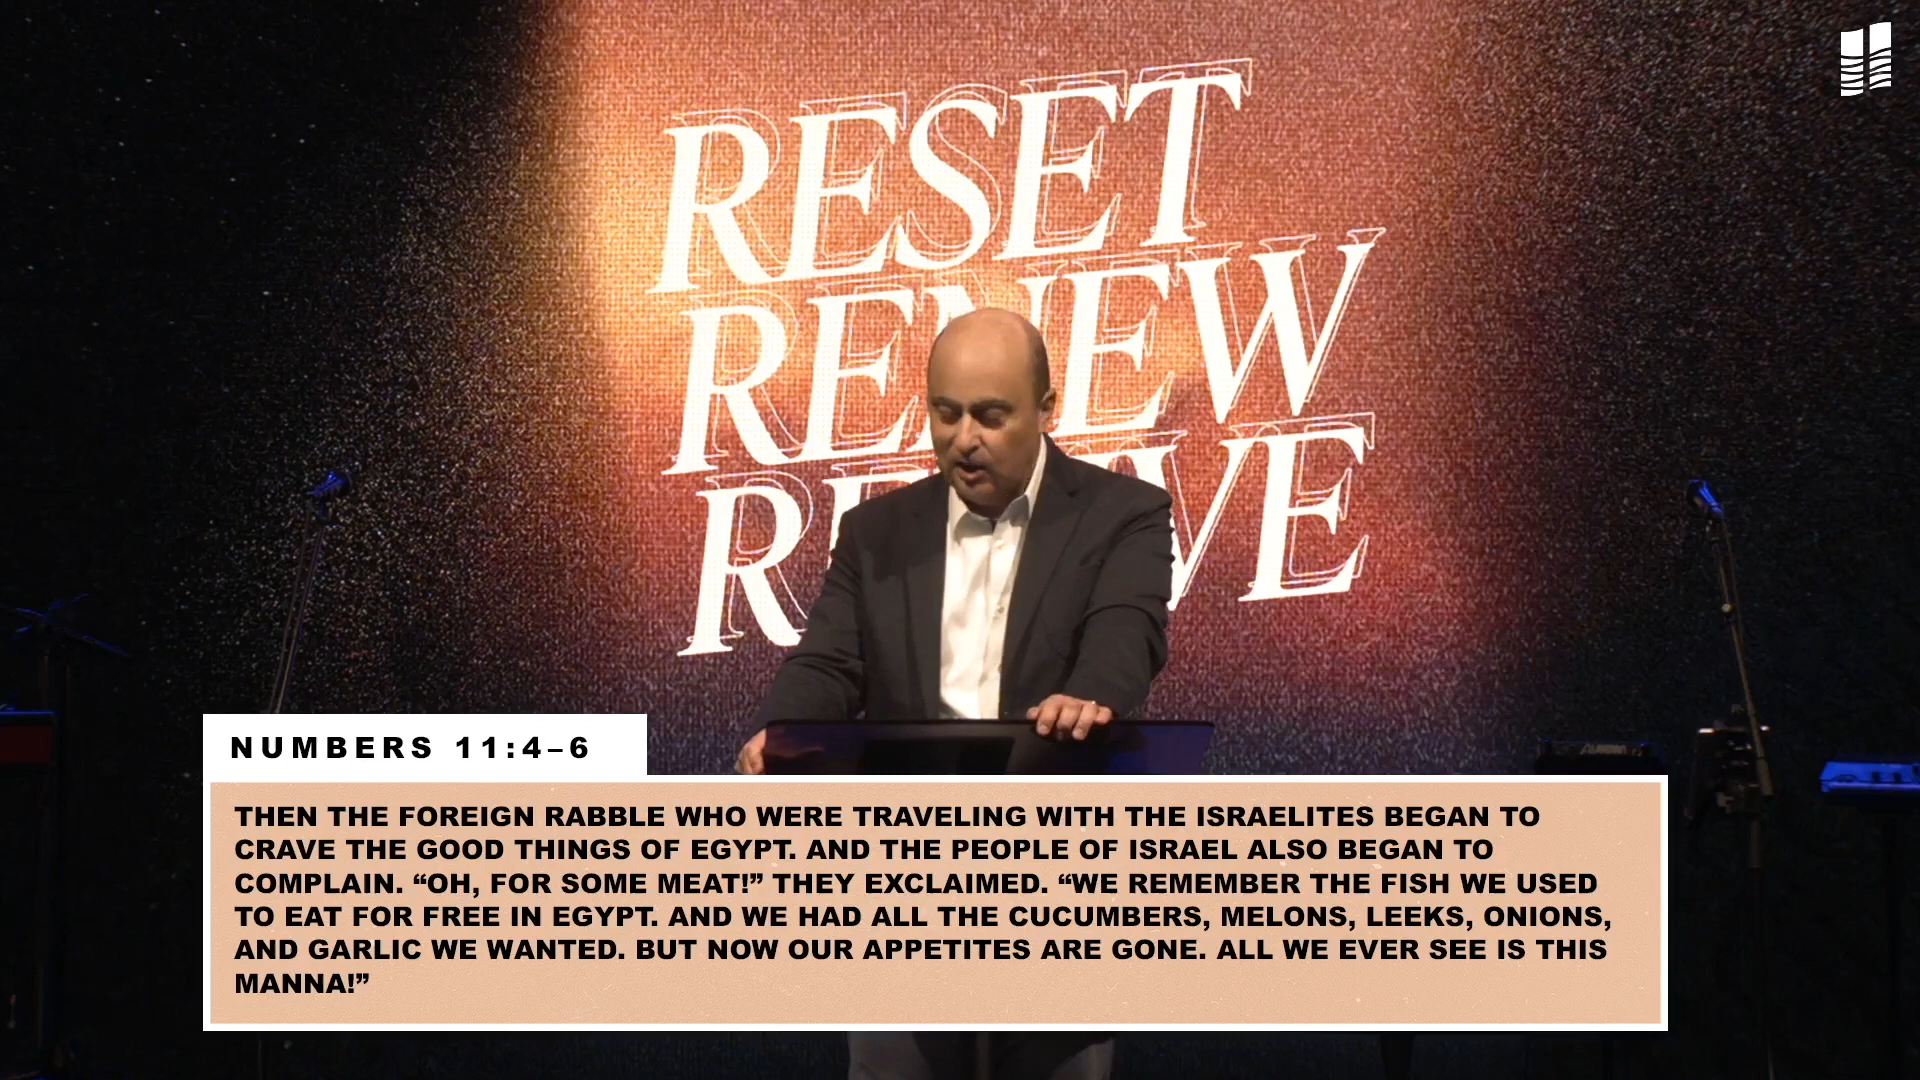 RESET
RENEW
NUMBERS 11:4–6
THEN THE FOREIGN RABBLE WHO WERE TRAVELING WITH THE ISRAELITES BEGAN TO
CRAVE THE GOOD THINGS OF EGYPT. AND THE PEOPLE OF ISRAEL ALSO BEGAN TO
COMPLAIN. “OH, FOR SOME MEAT!” THEY EXCLAIMED. “WE REMEMBER THE FISH WE USED
TO EAT FOR FREE IN EGYPT. AND WE HAD ALL THE CUCUMBERS, MELONS, LEEKS, ONIONS,
AND GARLIC WE WANTED. BUT NOW OUR APPETITES ARE GONE. ALL WE EVER SEE IS THIS
MANNA!”